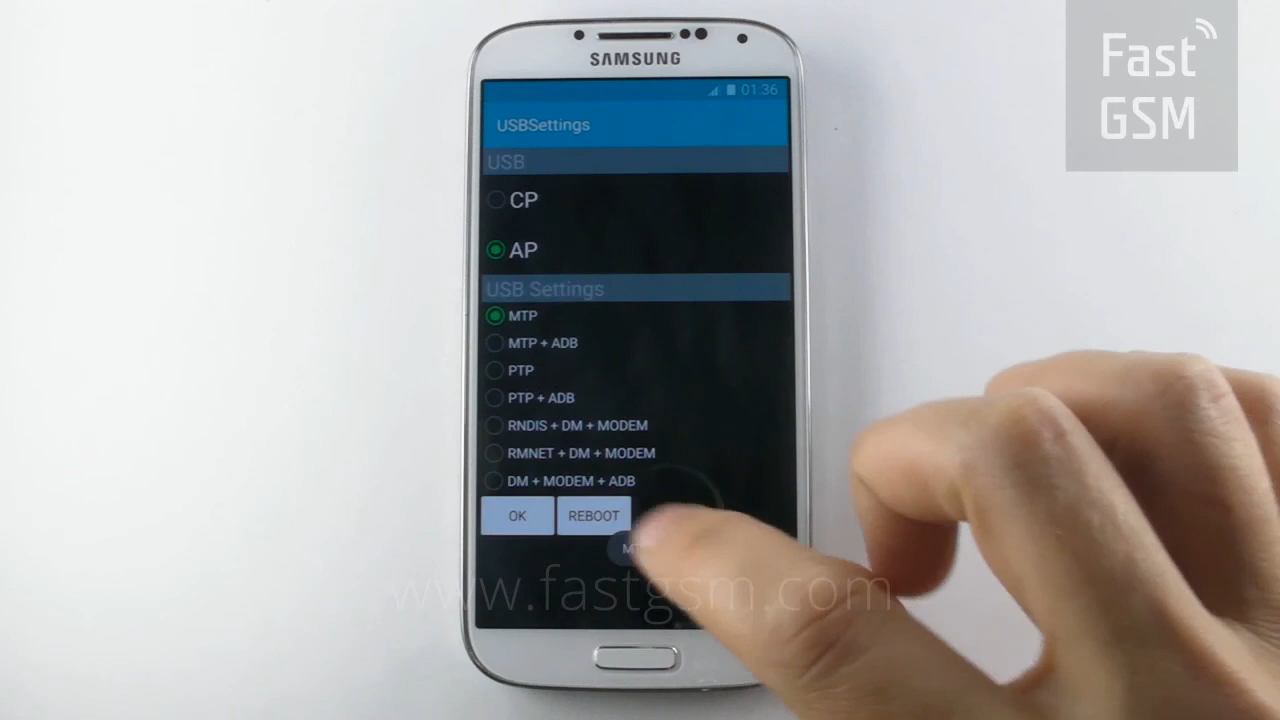 Fast
GSM
SAMSUNG
01:36
USBSettings
USB
CP
AP
USB Settings
MTP
MTP + ADB
PTP
PTP + ADB
RNDIS + DM + MODEM
RMNET + DM + MODEM
DM + MODEM + ADB
OK
REBOOT
www.fastgsm.com